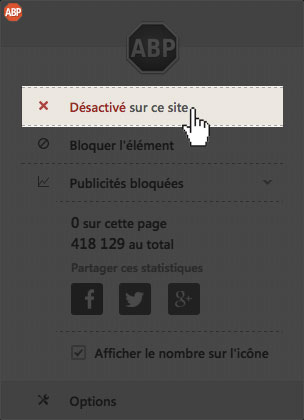 ABP
ABP
Désactivé sur ce site
Bloquer l'élément
Publicités bloquées
0 sur cette page
418 129 au total
Partager ces statistiques
f g+
Afficher le nombre sur l'icône
Options